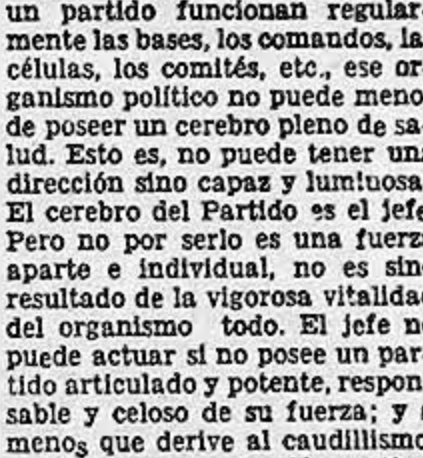 un partido funcionan regular-
mente las bases, los comandos, la
células, los comités, etc., ese or-
ganismo político no puede meno
de poseer un cerebro pleno de sa-
lud. Esto es, no puede tener un
dirección sino capaz y luminosa
El cerebro del Partido es el jefe
Pero no por serlo es una fuerz
aparte e individual, no es sin
resultado de la vigorosa vitalida
del organismo todo. El jefe n
puede actuar si no posee un par-
tido articulado y potente, respon-
sable y celoso de su fuerza; y
menos que derive al caudillismo